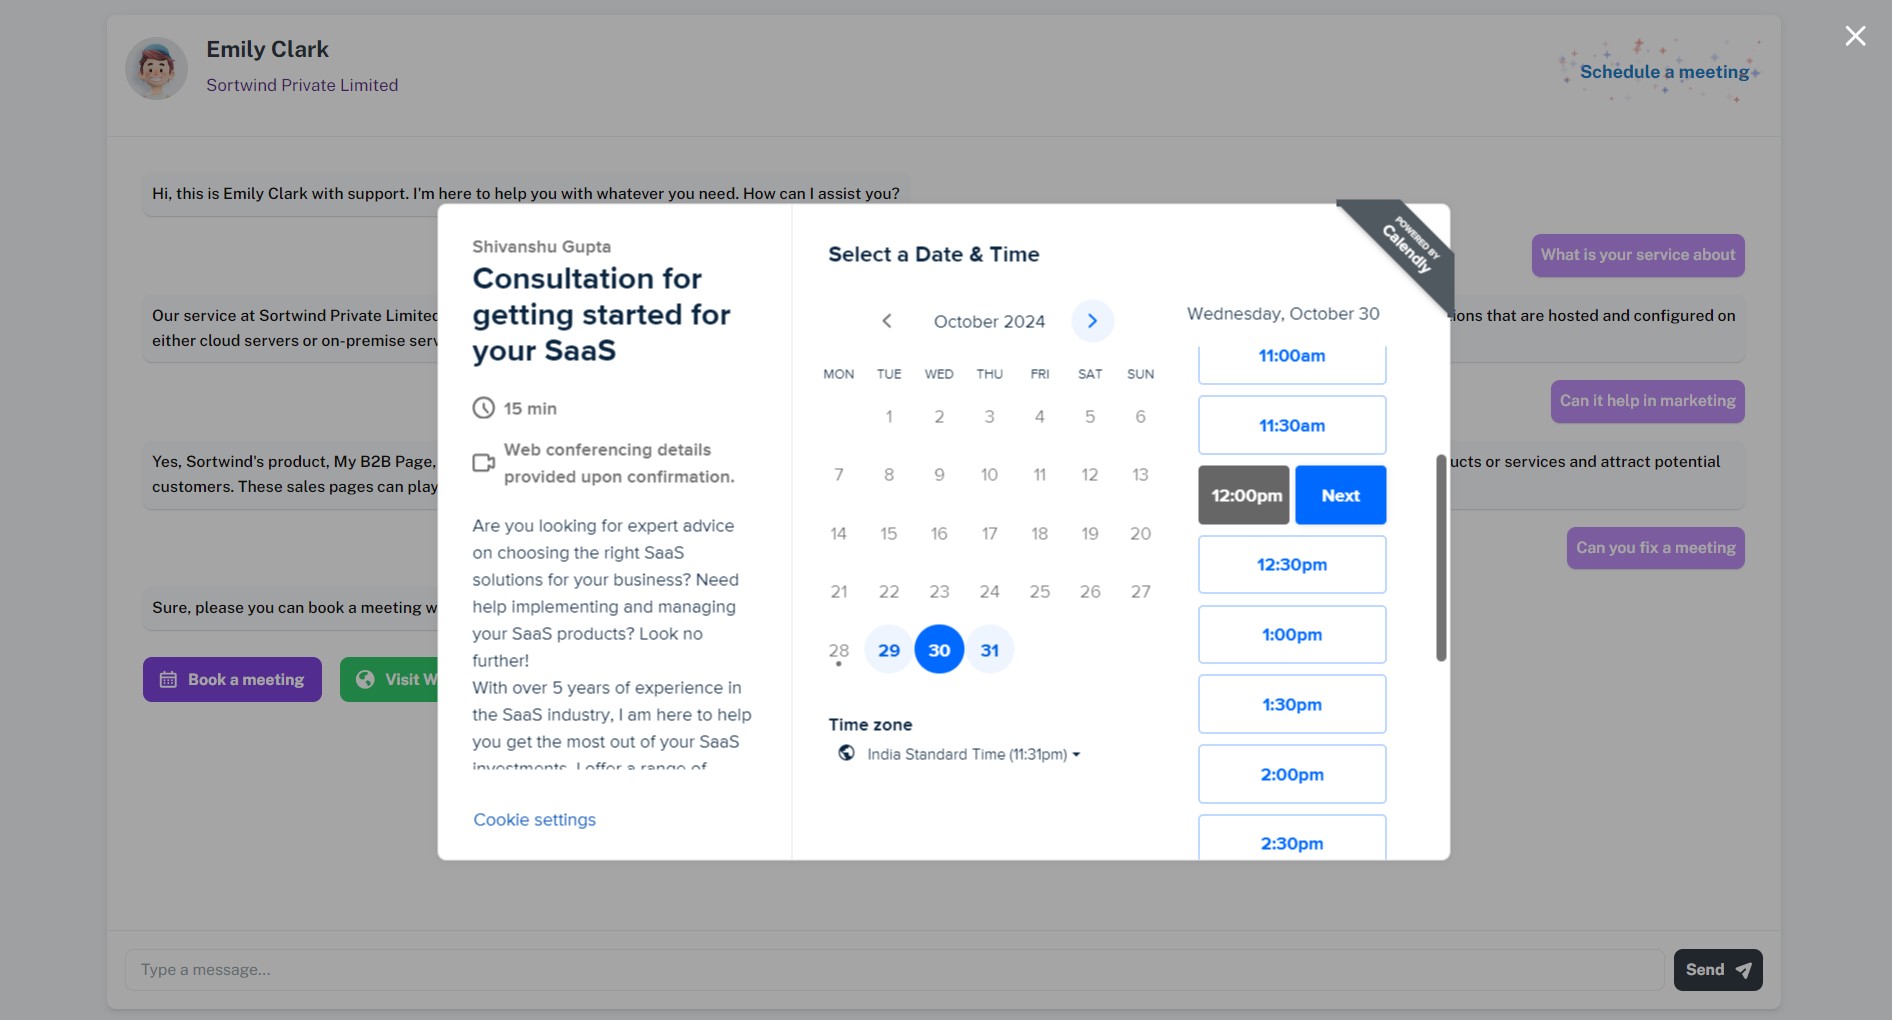 Emily Clark
Sortwind Private Limited
Schedule a meeting
Hi, this is Emily Clark with support. I'm here to help you with whatever you need. How can I assist you?
What is your service about
Our service at Sortwind Private Limited
ions that are hosted and configured on
either cloud servers or on-premise serv
Can it help in marketing
Yes, Sortwind's product, My B2B Page,
ucts or services and attract potential
customers. These sales pages can play
Can you fix a meeting
Sure, please you can book a meeting w
Book a meeting
Visit W
Shivanshu Gupta
Consultation for
getting started for
your SaaS
15 min
Web conferencing details
provided upon confirmation.
Are you looking for expert advice
on choosing the right SaaS
solutions for your business? Need
help implementing and managing
your SaaS products? Look no
further!
With over 5 years of experience in
the SaaS industry, I am here to help
you get the most out of your SaaS
investments. I offer a range of
Cookie settings
Select a Date & Time
October 2024
MON TUE WED THU FRI SAT SUN
1 2 3 4 5 6
7 8 9 10 11 12 13
14 15 16 17 18 19 20
21 22 23 24 25 26 27
28 29 30 31
Time zone
India Standard Time (11:31pm)
POWERED BY
Calendly
Wednesday, October 30
11:00am
11:30am
12:00pm Next
12:30pm
1:00pm
1:30pm
2:00pm
2:30pm
Type a message...
Send